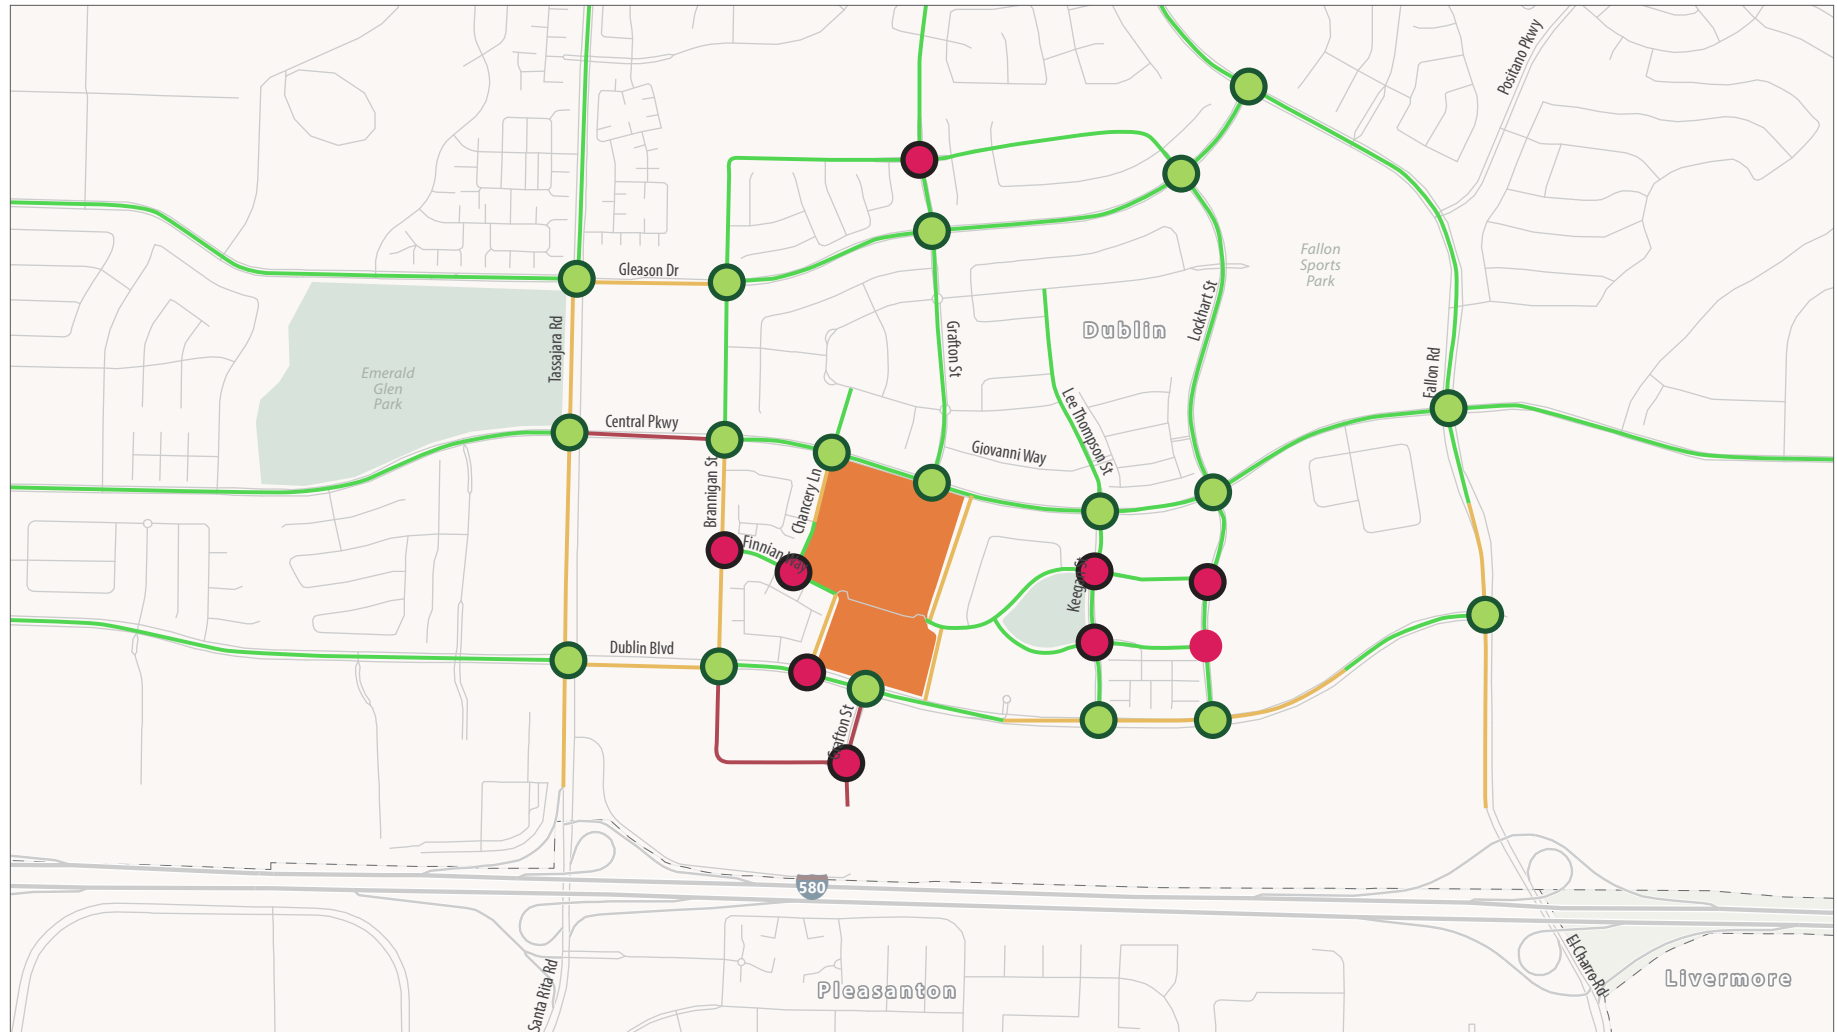 Positano Pkwy
Gleason Dr
Fallon
Sports
Park
Tassajara Rd
Grafton St
Dublin
Lockhart St
Emerald
Glen
Park
Fallon Rd
Central Pkwy
Lee Thompson St
Giovanni Way
Brannigan St
Chancery Ln
Finnian Way
Keegan St
Dublin Blvd
Grafton St
580
Santa Rita Rd
Pleasanton
El Charro Rd
Livermore